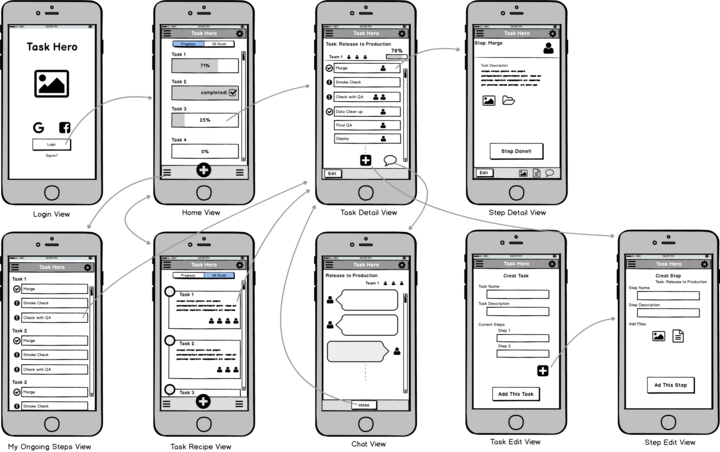 Task Hero
Login
Signin?
Login View
Task Hero
Progress
All Goals
Task 1
71%
Task 2
completed!
Task 3
25%
Task 4
0%
Home View
Task Hero
Task: Release to Production
78%
Team 1
Merge
Smoke Check
Check with QA
Data Clean up
Final QA
Deploy
Edit
Task Detail View
Task Hero
Step: Merge
Task Description
Step Done!!
Edit
Step Detail View
Task Hero
Task 1
Merge
Smoke Check
Check with QA
Task 2
Merge
Smoke Check
Check with QA
Task 2
Merge
Smoke Check
My Ongoing Steps View
Task Hero
Progress
All Goals
Task 1
Task 2
Task 3
Task Recipe View
Task Hero
Release to Production
Team 1
close
Chat View
Task Hero
Creat Task
Task Name
Task Description
Current Steps
Step 1
Step 2
Add This Task
Task Edit View
Task Hero
Creat Step
Task: Release to Production
Step Name
Step Description
Add Files
Ad This Step
Step Edit View